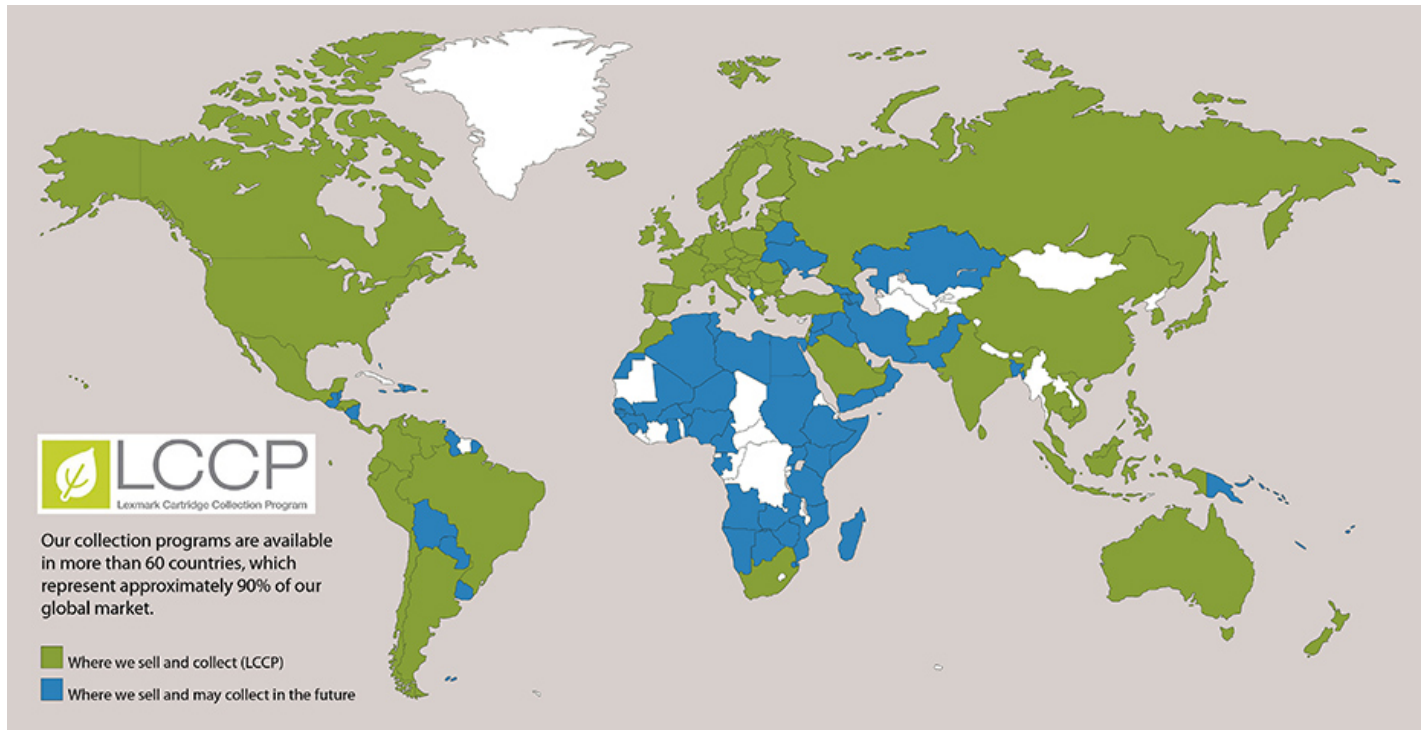 LCCP
Lexmark Cartridge Collection Program
Our collection programs are available
in more than 60 countries, which
represent approximately 90% of our
global market.
Where we sell and collect (LCCP)
Where we sell and may collect in the future